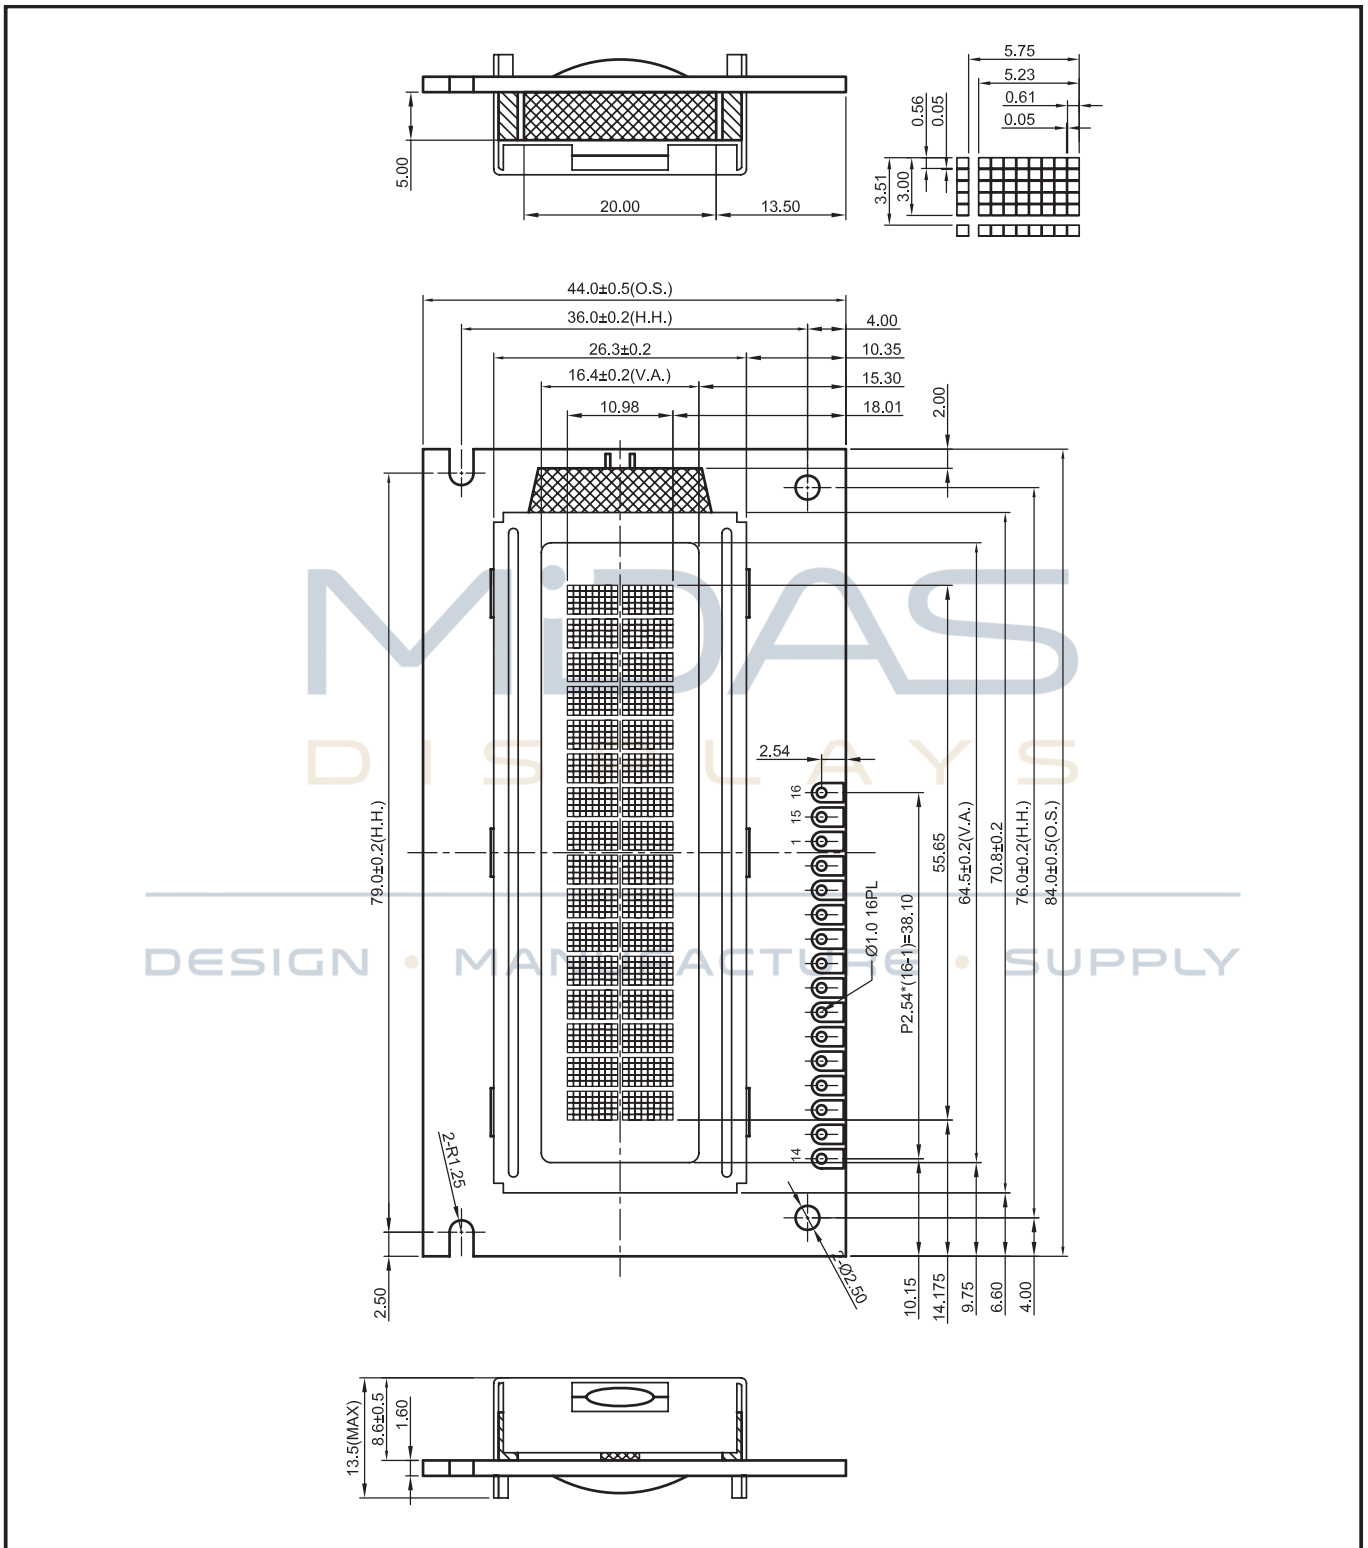 5.75
5.23
0.61
0.05
0.56
0.05
3.51
3.00
5.00
20.00
13.50
44.0±0.5(O.S.)
36.0±0.2(H.H.)
4.00
26.3±0.2
10.35
16.4±0.2(V.A.)
15.30
10.98
18.01
2.00
MiDAS
DISPLAYS
2.54
16
15
1
14
79.0±0.2(H.H.)
Ø1.0 16PL
P2.54*(16-1)=38.10
55.65
64.5±0.2(V.A.)
70.8±0.2
76.0±0.2(H.H.)
84.0±0.5(O.S.)
DESIGN • MANUFACTURE • SUPPLY
2-R1.25
2-Ø2.50
2.50
10.15
14.175
9.75
6.60
4.00
13.5(MAX)
8.6±0.5
1.60